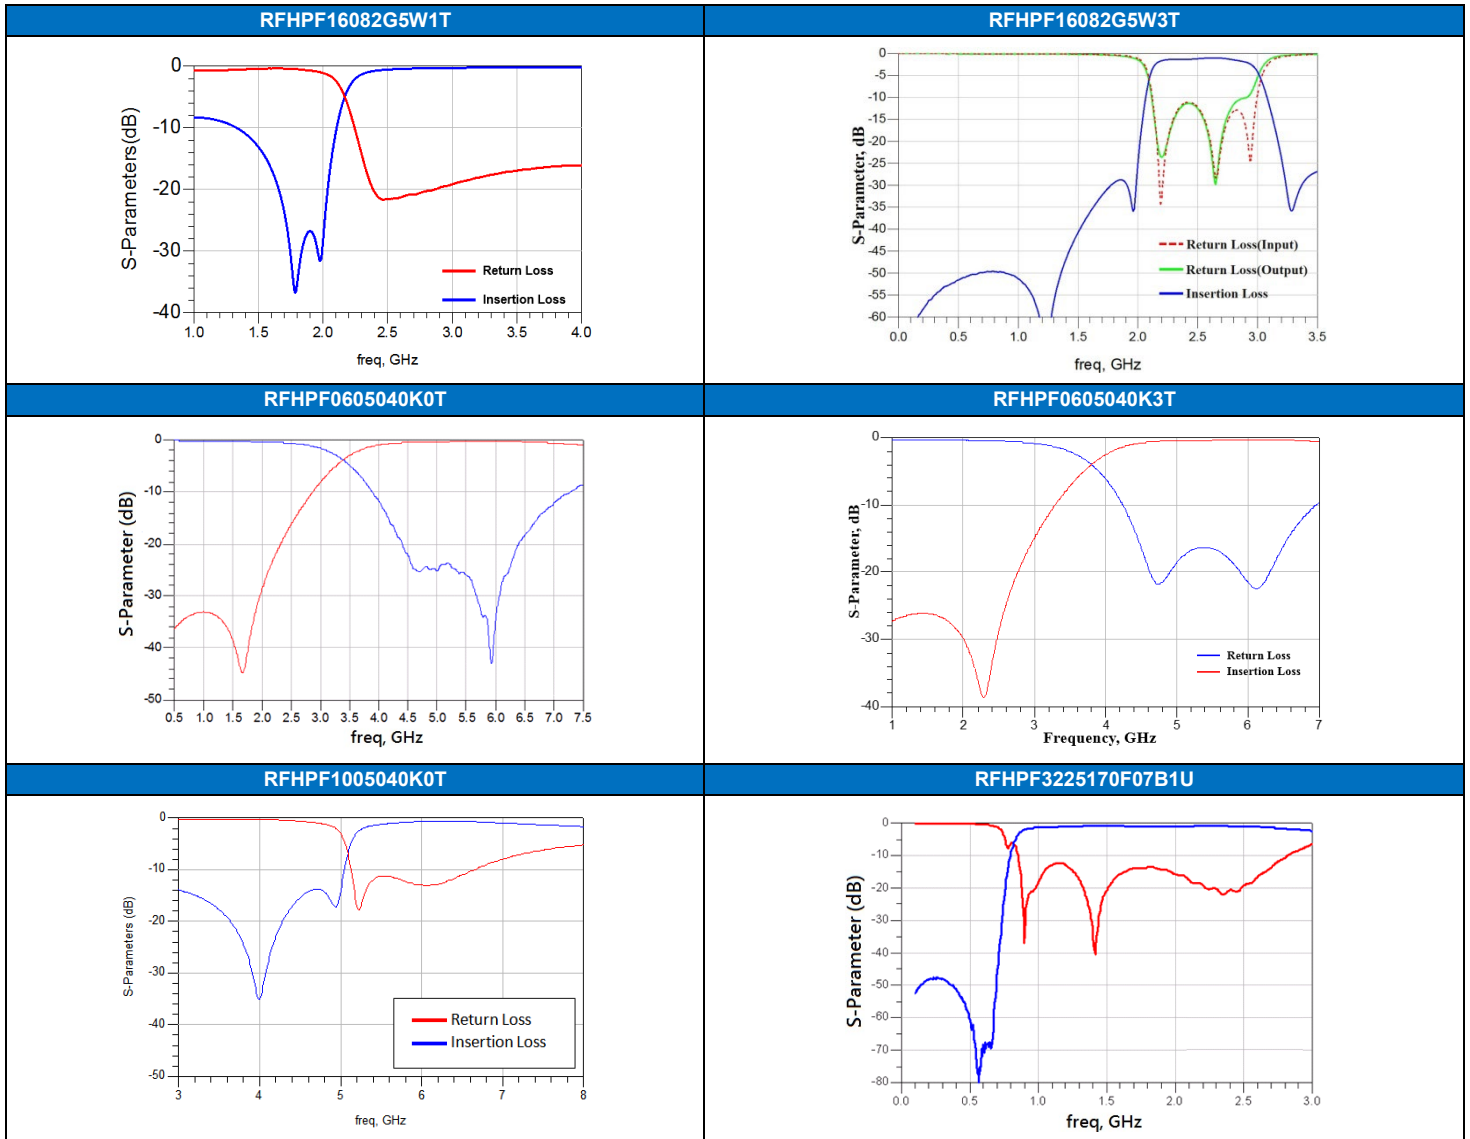 RFHPF16082G5W1T
RFHPF16082G5W3T
0
-10
-20
-30
-40
S-Parameters(dB)
Return Loss
Insertion Loss
1.0 1.5 2.0 2.5 3.0 3.5 4.0
freq, GHz
0
-5
-10
-15
-20
-25
-30
-35
-40
-45
-50
-55
-60
S-Parameter, dB
Return Loss(Input)
Return Loss(Output)
Insertion Loss
0.0 0.5 1.0 1.5 2.0 2.5 3.0 3.5
freq, GHz
RFHPF0605040K0T
RFHPF0605040K3T
0
-10
-20
-30
-40
-50
S-Parameter (dB)
0.5 1.0 1.5 2.0 2.5 3.0 3.5 4.0 4.5 5.0 5.5 6.0 6.5 7.0 7.5
freq, GHz
0
-10
-20
-30
-40
S-Parameter, dB
Return Loss
Insertion Loss
1 2 3 4 5 6 7
Frequency, GHz
RFHPF1005040K0T
RFHPF3225170F07B1U
0
-10
-20
-30
-40
-50
S-Parameters (dB)
Return Loss
Insertion Loss
3 4 5 6 7 8
freq, GHz
0
-10
-20
-30
-40
-50
-60
-70
-80
S-Parameter (dB)
0.0 0.5 1.0 1.5 2.0 2.5 3.0
freq, GHz